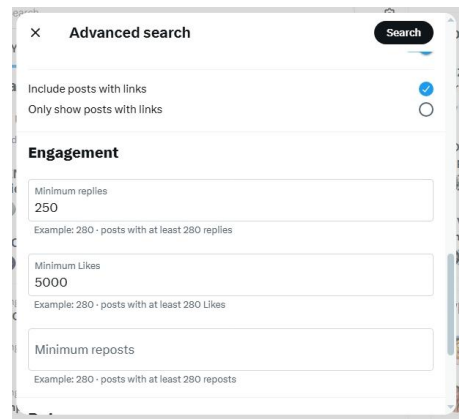 Advanced search
Search
Include posts with links
Only show posts with links
Engagement
Minimum replies
250
Example: 280 · posts with at least 280 replies
Minimum Likes
5000
Example: 280 · posts with at least 280 Likes
Minimum reposts
Example: 280 · posts with at least 280 reposts